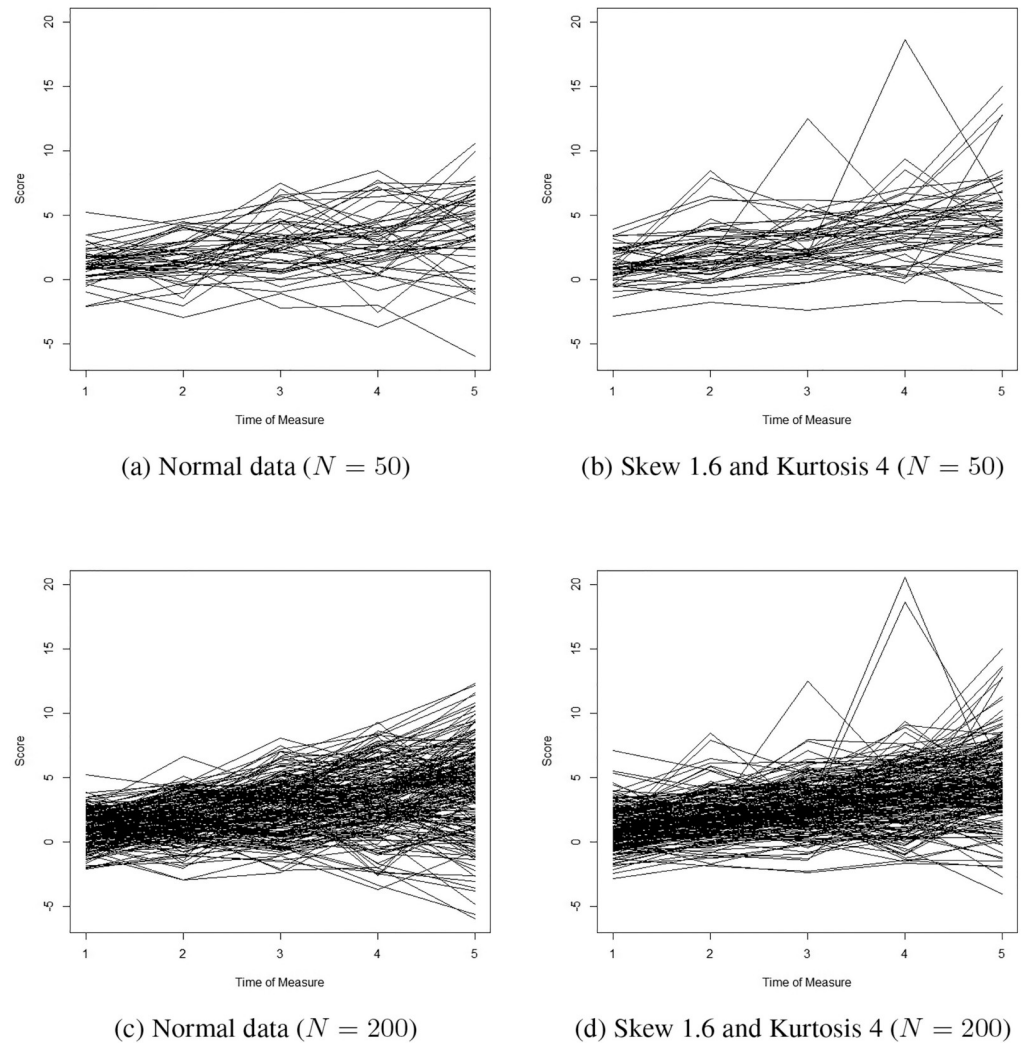 20
15
10
5
0
-5
Score
1 2 3 4 5
Time of Measure
(a) Normal data (N = 50)
20
15
10
5
0
-5
Score
1 2 3 4 5
Time of Measure
(b) Skew 1.6 and Kurtosis 4 (N = 50)
20
15
10
5
0
-5
Score
1 2 3 4 5
Time of Measure
(c) Normal data (N = 200)
20
15
10
5
0
-5
Score
1 2 3 4 5
Time of Measure
(d) Skew 1.6 and Kurtosis 4 (N = 200)